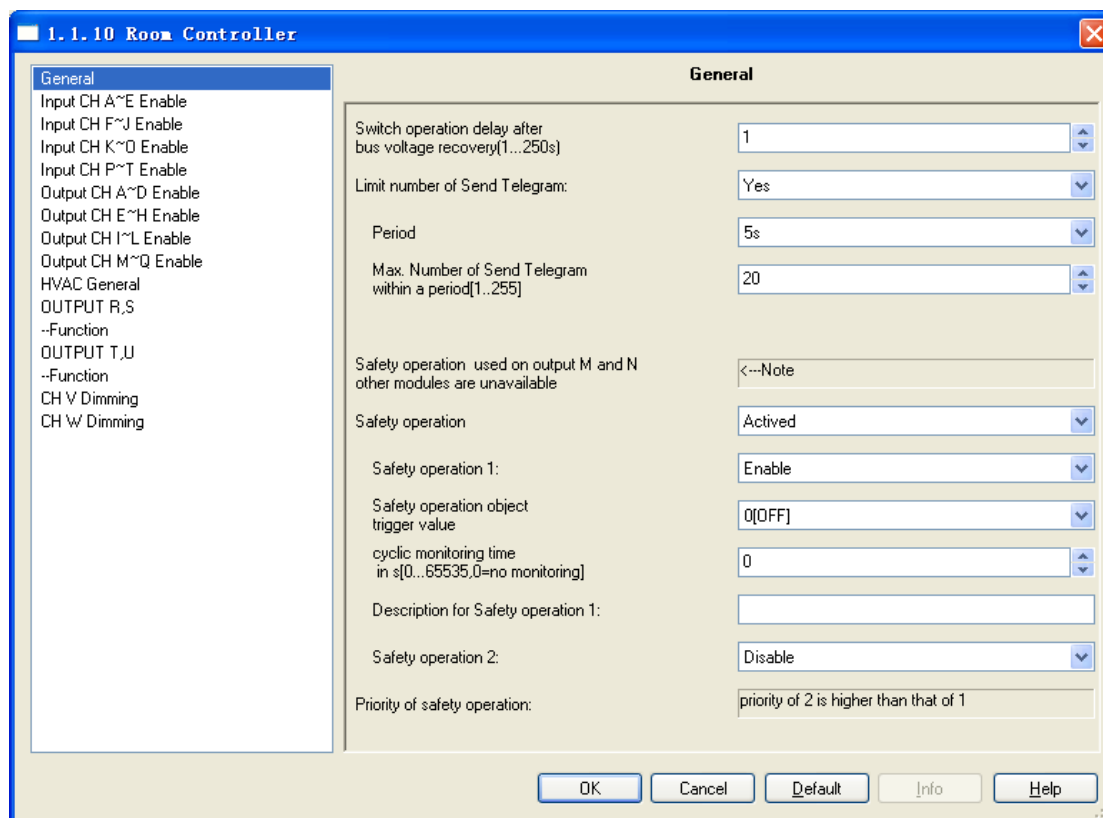 1.1.10 Room Controller
General
Input CH A~E Enable
Input CH F~J Enable
Input CH K~O Enable
Input CH P~T Enable
Output CH A~D Enable
Output CH E~H Enable
Output CH I~L Enable
Output CH M~Q Enable
HVAC General
OUTPUT R,S
--Function
OUTPUT T,U
--Function
CH V Dimming
CH W Dimming
General
Switch operation delay after
bus voltage recovery(1...250s)
1
Limit number of Send Telegram:
Yes
Period
5s
Max. Number of Send Telegram
within a period[1..255]
20
Safety operation  used on output M and N
other modules are unavailable
<---Note
Safety operation
Actived
Safety operation 1:
Enable
Safety operation object
trigger value
0[OFF]
cyclic monitoring time
in s[0...65535,0=no monitoring]
0
Description for Safety operation 1:
Safety operation 2:
Disable
Priority of safety operation:
priority of 2 is higher than that of 1
OK
Cancel
Default
Info
Help